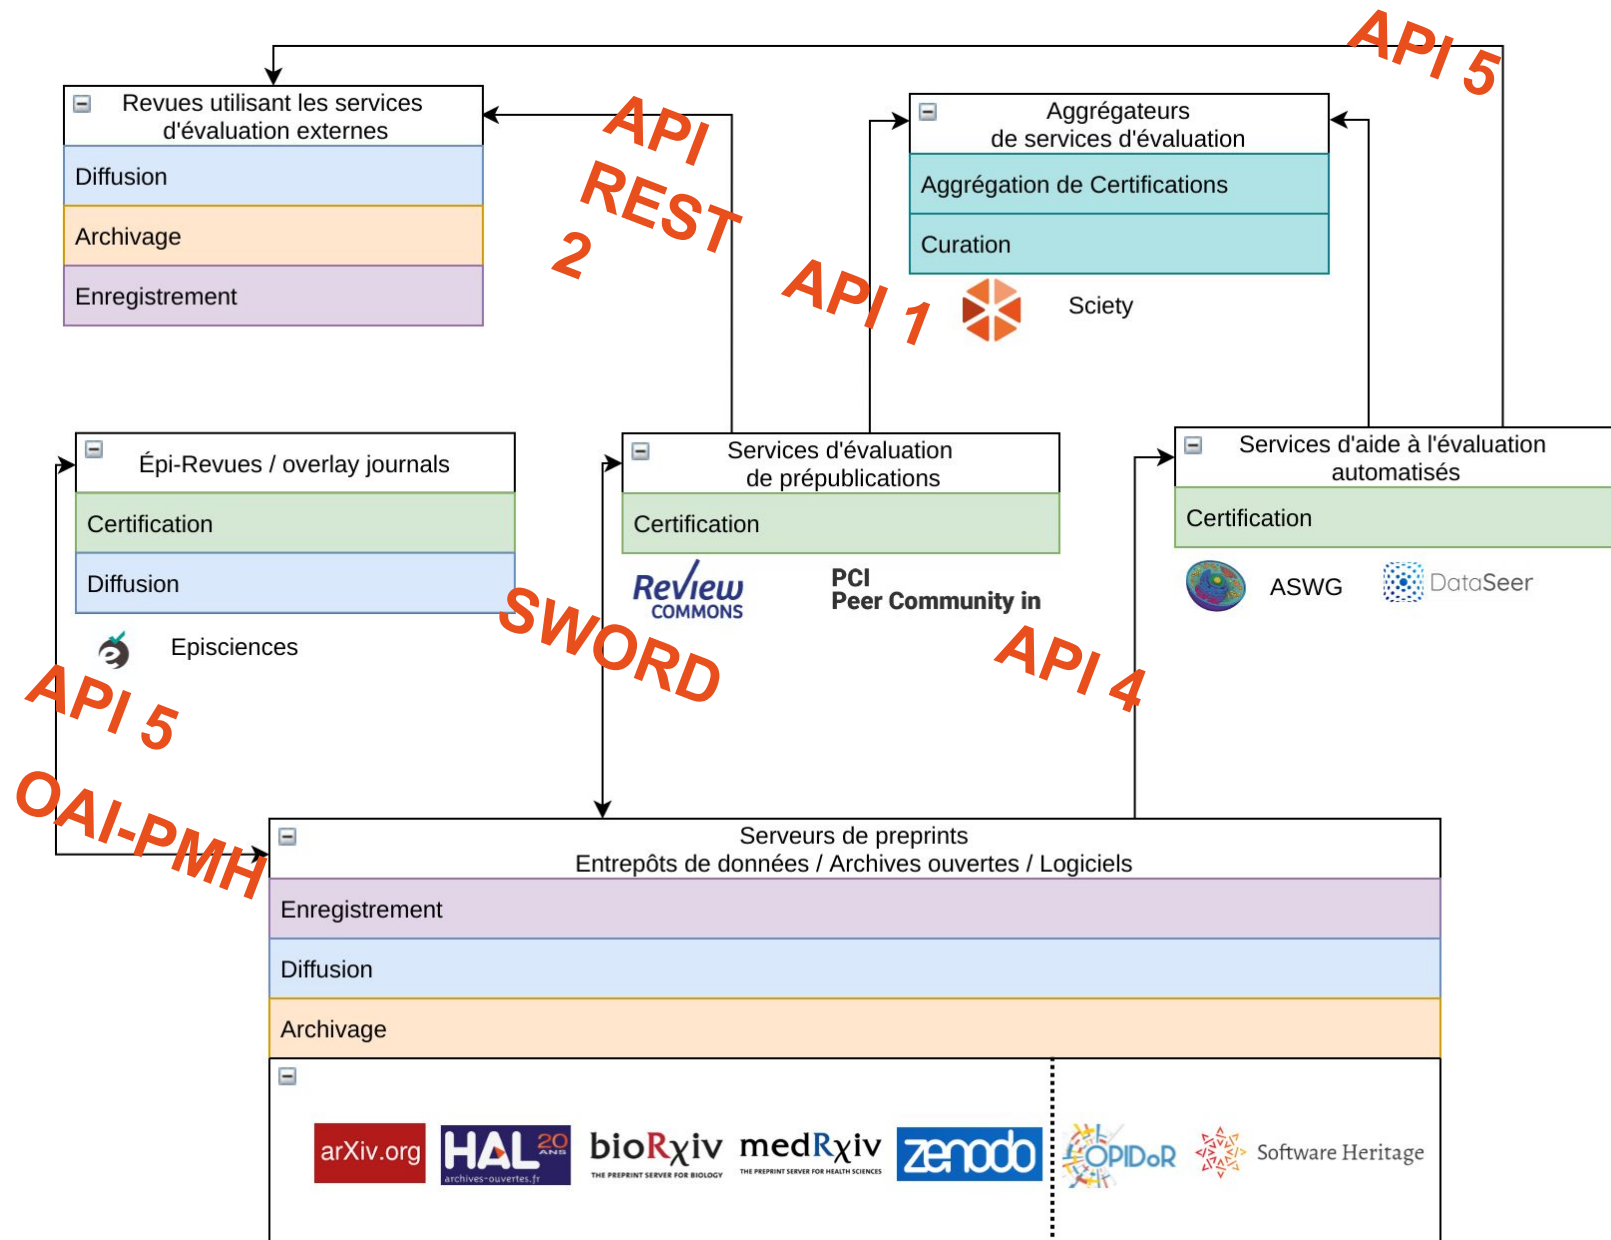 API 5
Revues utilisant les services
d'évaluation externes
Diffusion
Archivage
Enregistrement
API
REST
2
Aggrégateurs
de services d'évaluation
Aggrégation de Certifications
Curation
Sciety
API 1
Épi-Revues / overlay journals
Certification
Diffusion
Episciences
Services d'évaluation
de prépublications
Certification
Review
COMMONS
PCI
Peer Community in
Services d'aide à l'évaluation
automatisés
Certification
ASWG
DataSeer
SWORD
API 4
API 5
OAI-PMH
Serveurs de preprints
Entrepôts de données / Archives ouvertes / Logiciels
Enregistrement
Diffusion
Archivage
arXiv.org
HAL 20
ANS
archives-ouvertes.fr
bioRχiv
THE PREPRINT SERVER FOR BIOLOGY
medRχiv
THE PREPRINT SERVER FOR HEALTH SCIENCES
zenodo
OPIDoR
Software Heritage